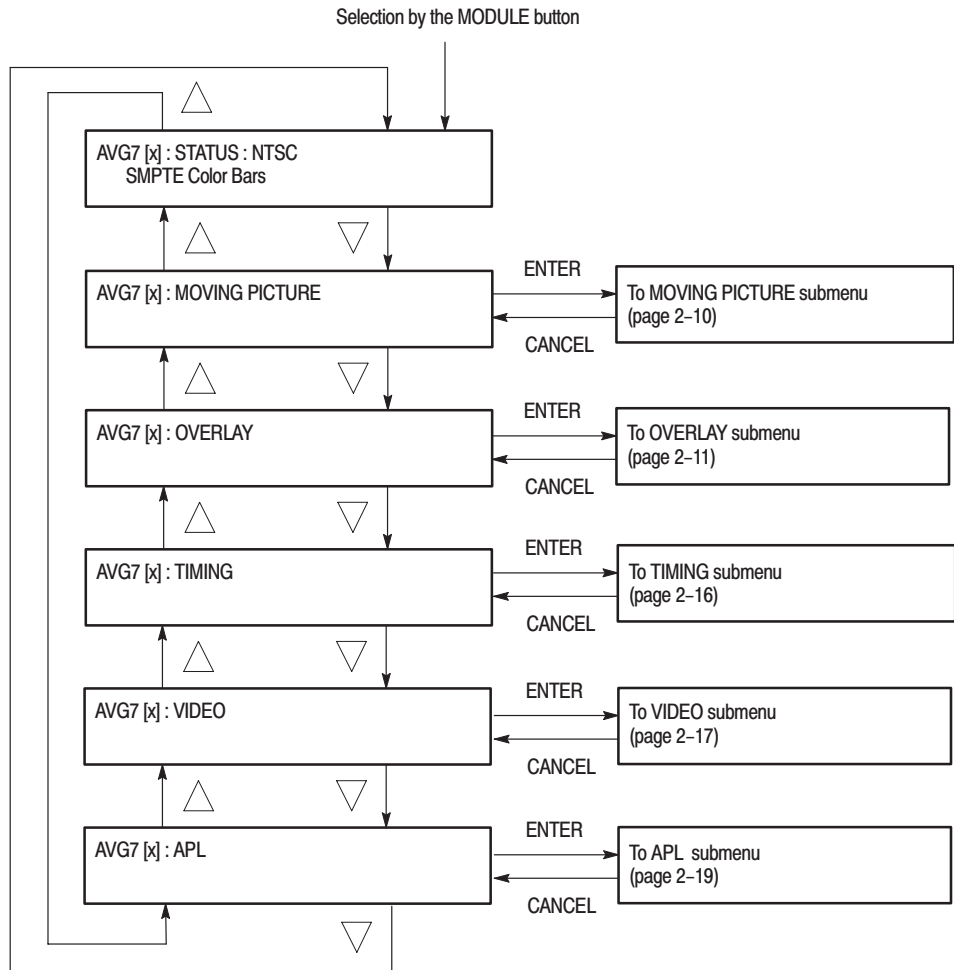 Selection by the MODULE button
AVG7 [x] : STATUS : NTSC
SMPTE Color Bars
AVG7 [x] : MOVING PICTURE
ENTER
CANCEL
To MOVING PICTURE submenu
(page 2–10)
AVG7 [x] : OVERLAY
ENTER
CANCEL
To OVERLAY submenu
(page 2–11)
AVG7 [x] : TIMING
ENTER
CANCEL
To TIMING submenu
(page 2–16)
AVG7 [x] : VIDEO
ENTER
CANCEL
To VIDEO submenu
(page 2–17)
AVG7 [x] : APL
ENTER
CANCEL
To APL submenu
(page 2–19)